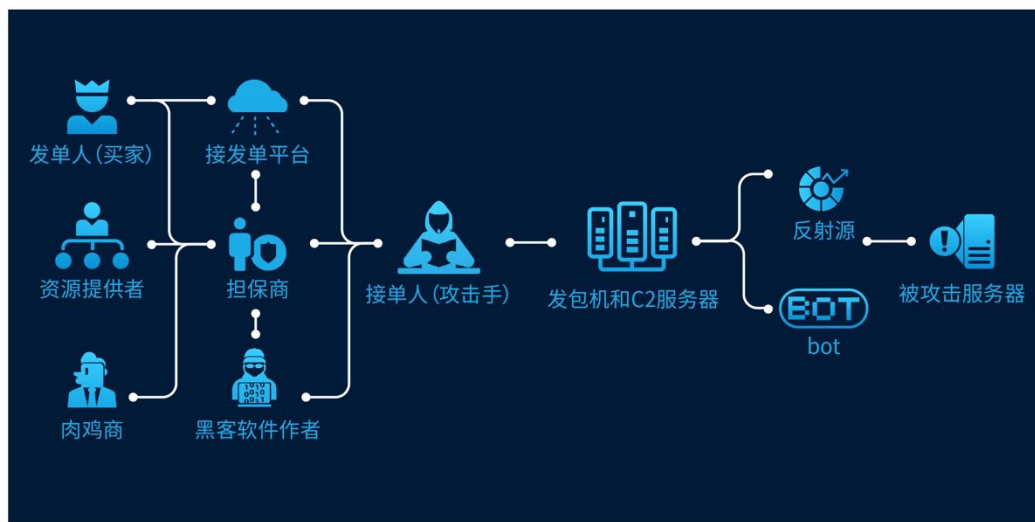 发单人(买家)
接发单平台
资源提供者
担保商
接单人(攻击手)
发包机和C2服务器
反射源
被攻击服务器
BOT
bot
肉鸡商
黑客软件作者